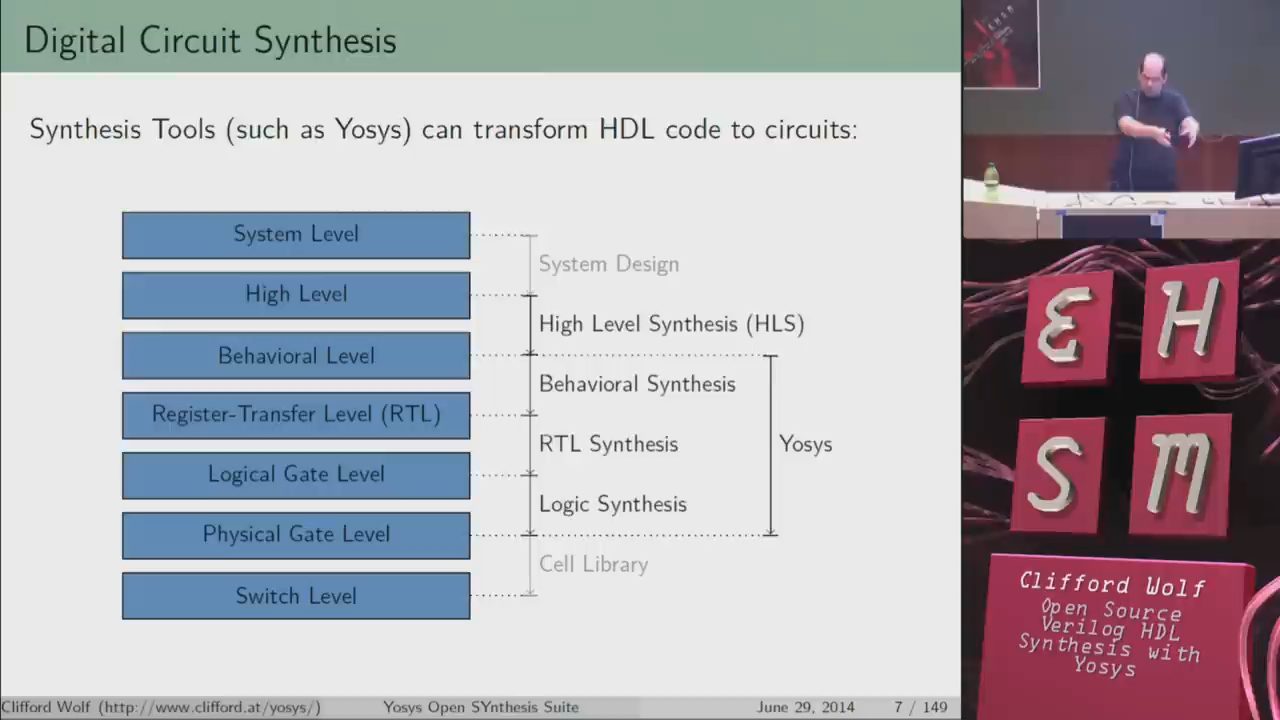 Digital Circuit Synthesis
Synthesis Tools (such as Yosys) can transform HDL code to circuits:
System Level
System Design
High Level
High Level Synthesis (HLS)
Behavioral Level
Behavioral Synthesis
Register-Transfer Level (RTL)
RTL Synthesis
Yosys
Logical Gate Level
Logic Synthesis
Physical Gate Level
Cell Library
Switch Level
Clifford Wolf (http://www.clifford.at/yosys/)
Yosys Open SYnthesis Suite
June 29, 2014
7 / 149
E H
S M
Clifford Wolf
Open Source
Verilog HDL
Synthesis with
Yosys